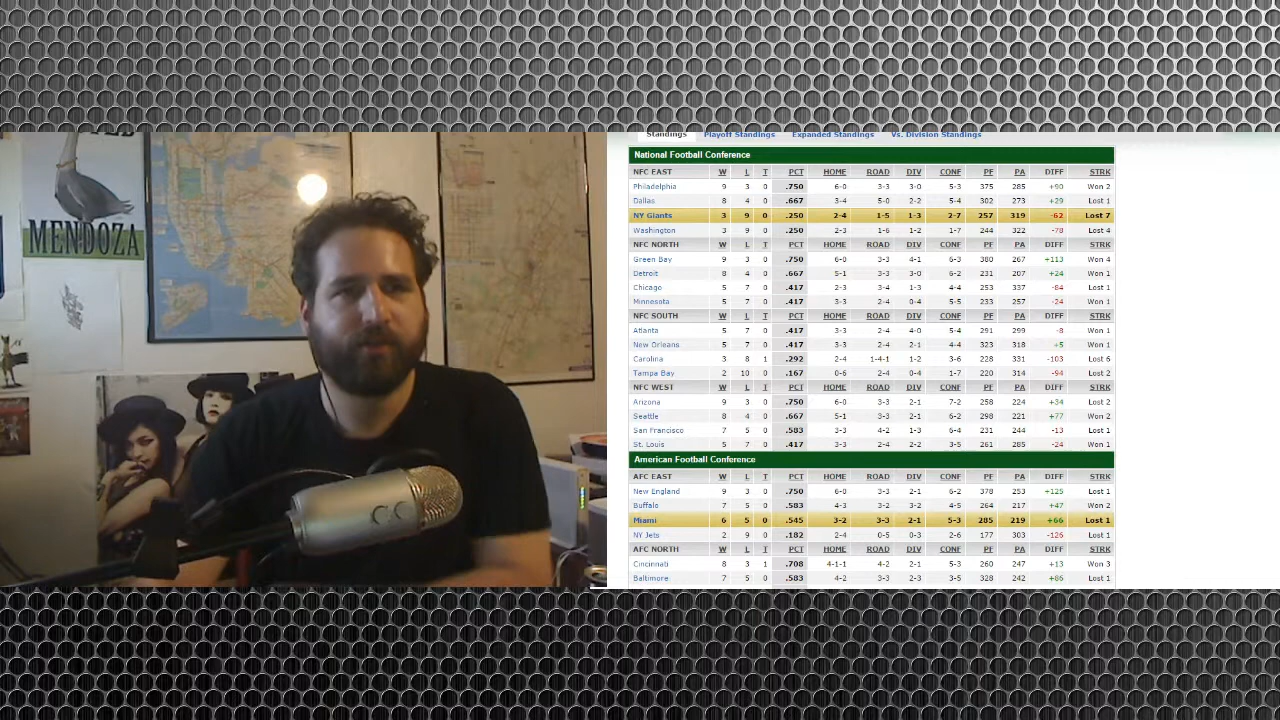 MENDOZA
Standings Playoff Standings Expanded Standings Vs. Division Standings
National Football Conference
NFC EAST W L T PCT HOME ROAD DIV CONF PF PA DIFF STRK
Philadelphia 9 3 0 .750 6-0 3-3 3-0 5-3 375 285 +90 Won 2
Dallas 8 4 0 .667 3-4 5-0 2-2 5-4 302 273 +29 Lost 1
NY Giants 3 9 0 .250 2-4 1-5 1-3 2-7 257 319 -62 Lost 7
Washington 3 9 0 .250 2-3 1-6 1-2 1-7 244 322 -78 Lost 4
NFC NORTH W L T PCT HOME ROAD DIV CONF PF PA DIFF STRK
Green Bay 9 3 0 .750 6-0 3-3 4-1 6-3 380 267 +113 Won 4
Detroit 8 4 0 .667 5-1 3-3 3-0 6-2 231 207 +24 Won 1
Chicago 5 7 0 .417 2-3 3-4 1-3 4-4 253 337 -84 Lost 1
Minnesota 5 7 0 .417 3-3 2-4 0-4 5-5 233 257 -24 Won 1
NFC SOUTH W L T PCT HOME ROAD DIV CONF PF PA DIFF STRK
Atlanta 5 7 0 .417 3-3 2-4 4-0 5-4 291 299 -8 Won 1
New Orleans 5 7 0 .417 3-3 2-4 2-1 4-4 323 318 +5 Won 1
Carolina 3 8 1 .292 2-4 1-4-1 1-2 3-6 228 331 -103 Lost 6
Tampa Bay 2 10 0 .167 0-6 2-4 0-4 1-7 220 314 -94 Lost 2
NFC WEST W L T PCT HOME ROAD DIV CONF PF PA DIFF STRK
Arizona 9 3 0 .750 6-0 3-3 2-1 7-2 258 224 +34 Lost 2
Seattle 8 4 0 .667 5-1 3-3 2-1 6-2 298 221 +77 Won 2
San Francisco 7 5 0 .583 3-3 4-2 1-3 6-4 231 244 -13 Lost 1
St. Louis 5 7 0 .417 3-3 2-4 2-2 3-5 261 285 -24 Won 1
American Football Conference
AFC EAST W L T PCT HOME ROAD DIV CONF PF PA DIFF STRK
New England 9 3 0 .750 6-0 3-3 2-1 6-2 378 253 +125 Lost 1
Buffalo 7 5 0 .583 4-3 3-2 3-2 4-5 264 217 +47 Won 2
Miami 6 5 0 .545 3-2 3-3 2-1 5-3 285 219 +66 Lost 1
NY Jets 2 9 0 .182 2-4 0-5 0-3 2-6 177 303 -126 Lost 1
AFC NORTH W L T PCT HOME ROAD DIV CONF PF PA DIFF STRK
Cincinnati 8 3 1 .708 4-1-1 4-2 2-1 5-3 260 247 +13 Won 3
Baltimore 7 5 0 .583 4-2 3-3 2-3 3-5 328 242 +86 Lost 1